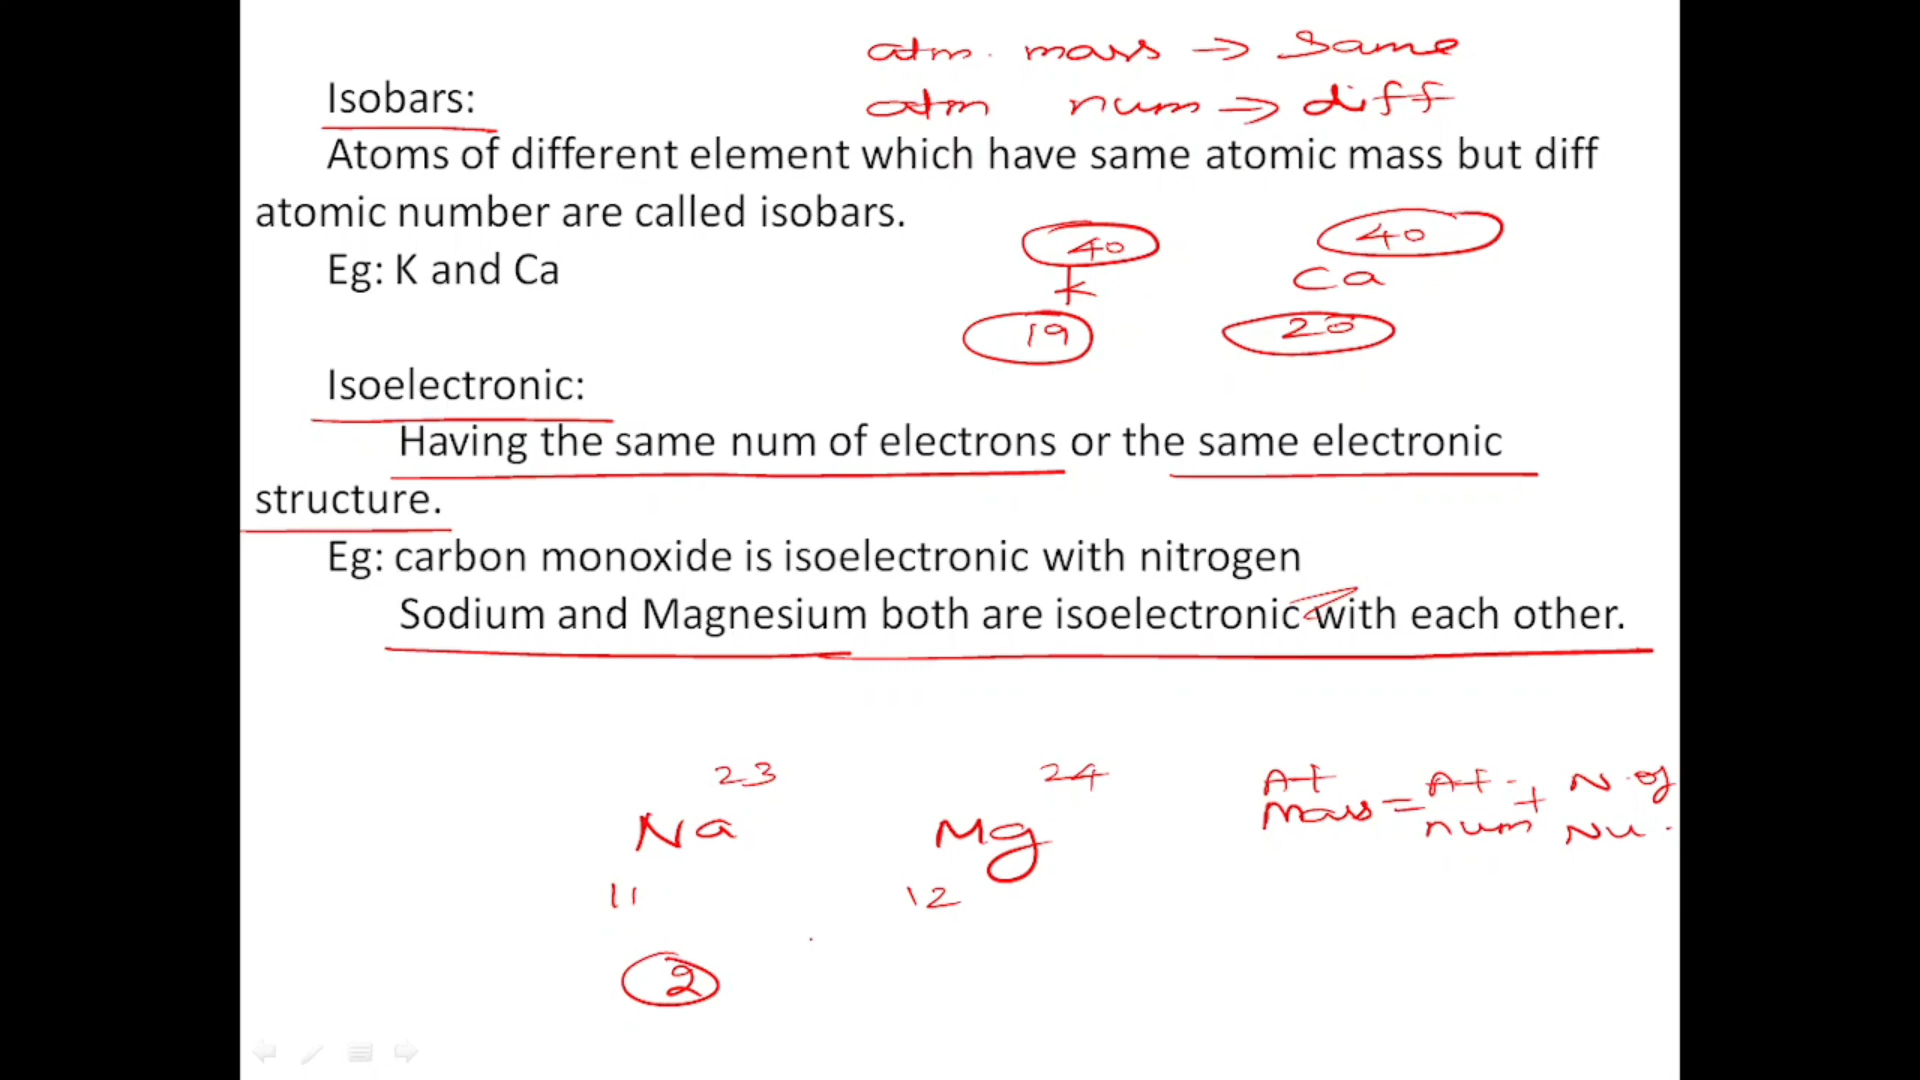 atm. mass → Same
Isobars:
atm num → diff
Atoms of different element which have same atomic mass but diff
atomic number are called isobars.
40 40
Eg: K and Ca
K Ca
19 20
Isoelectronic:
Having the same num of electrons or the same electronic
structure.
Eg: carbon monoxide is isoelectronic with nitrogen
Sodium and Magnesium both are isoelectronic with each other.
23 24
Na Mg
At mass = At. num + N. of Nu.
11 12
2